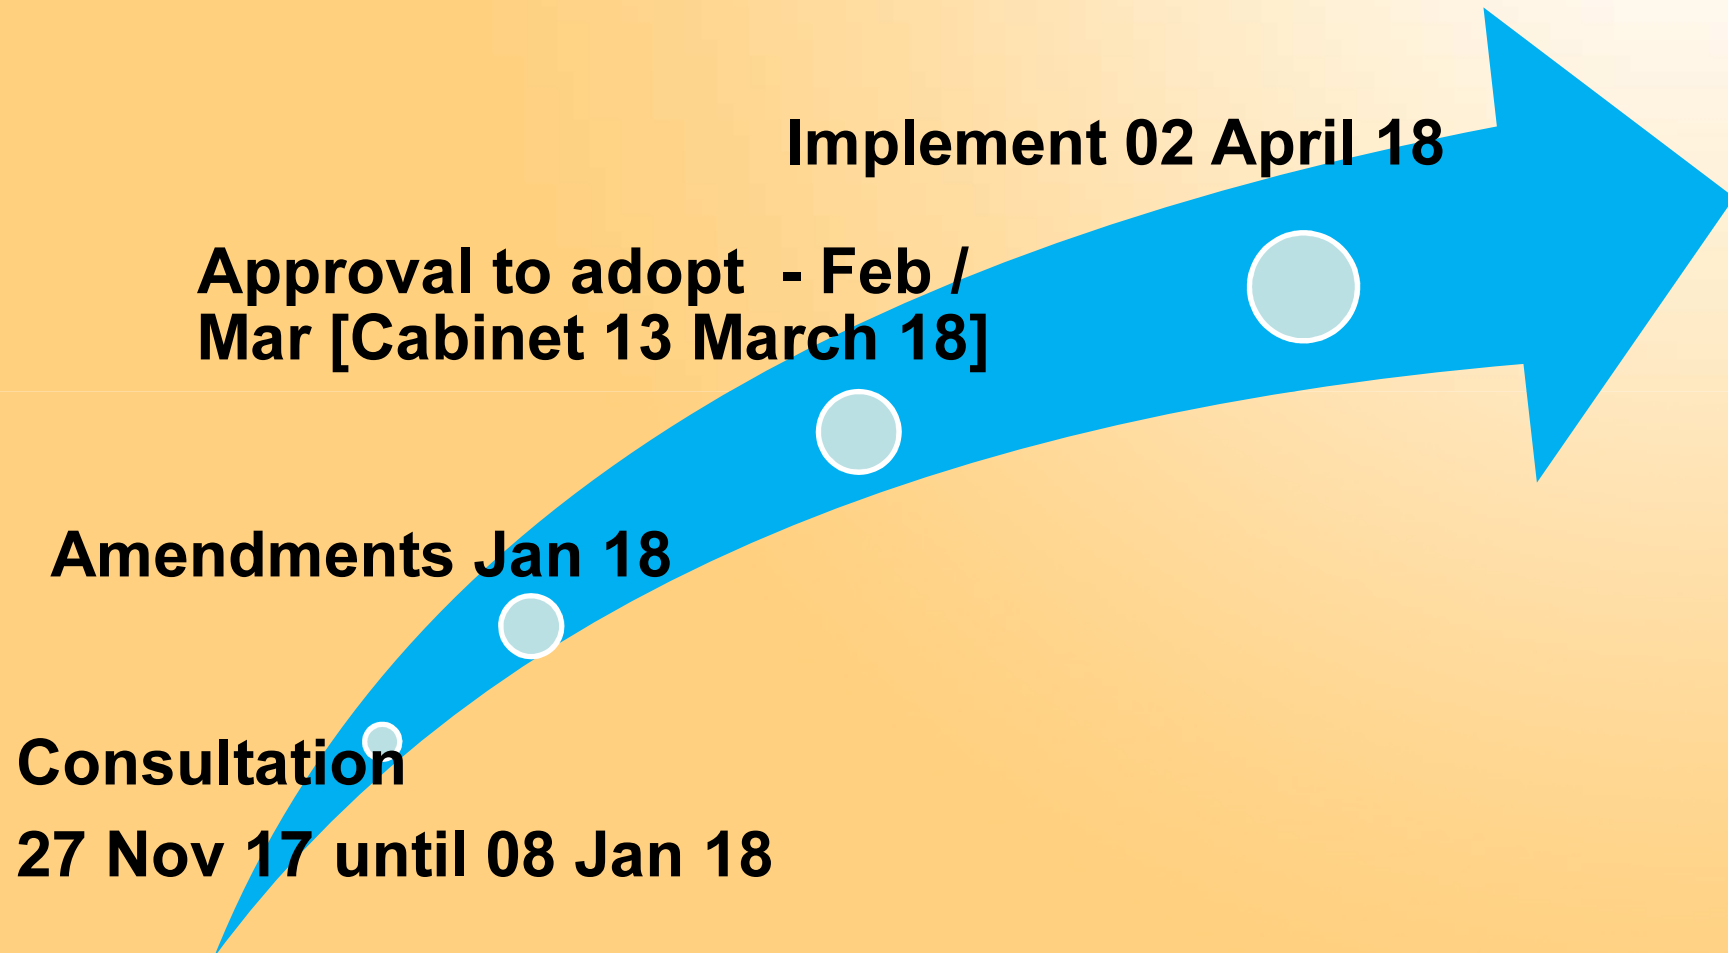 Implement 02 April 18
Approval to adopt  - Feb /
Mar [Cabinet 13 March 18]
Amendments Jan 18
Consultation
27 Nov 17 until 08 Jan 18